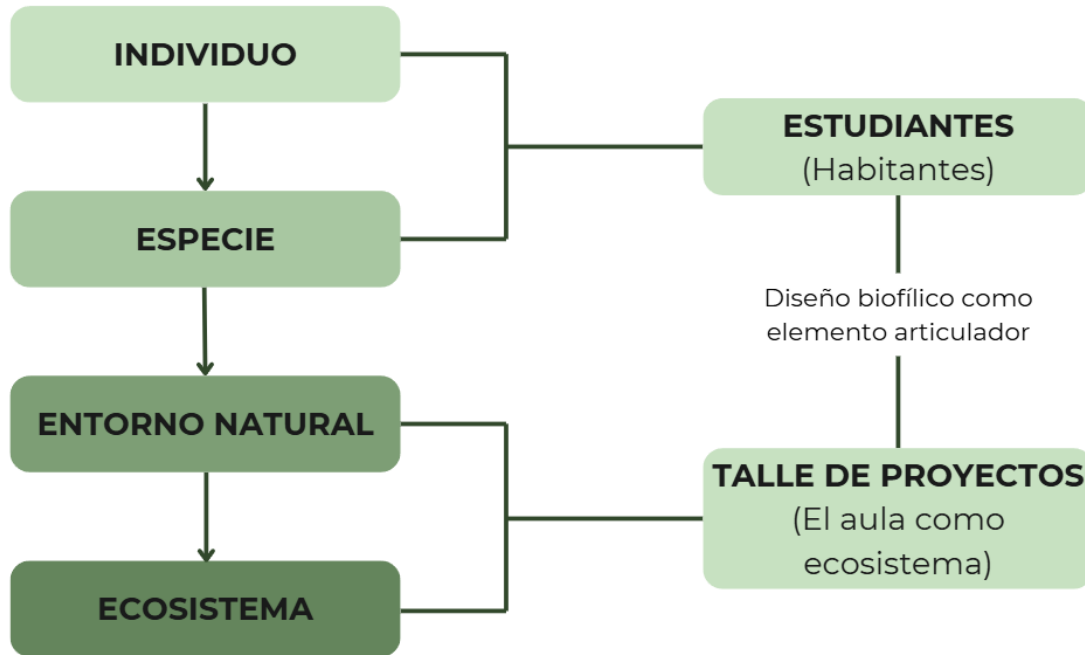 INDIVIDUO
ESPECIE
ENTORNO NATURAL
ECOSISTEMA
ESTUDIANTES
(Habitantes)
Diseño biofílico como
elemento articulador
TALLE DE PROYECTOS
(El aula como
ecosistema)